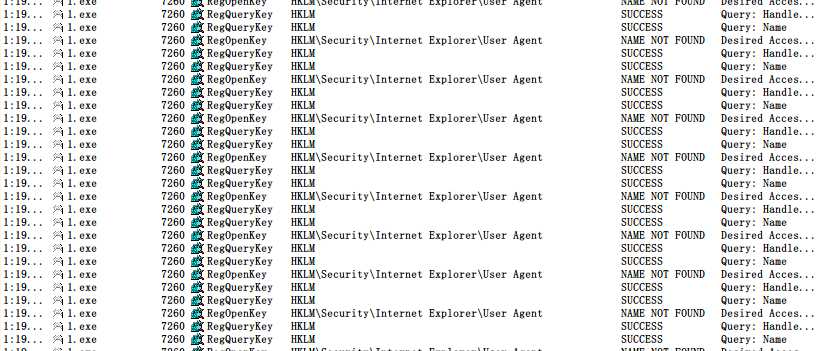 1:19... 1.exe 7260 RegOpenKey HKLM\Security\Internet Explorer\User Agent NAME NOT FOUND Desired Acces...
1:19... 1.exe 7260 RegQueryKey HKLM SUCCESS Query: Handle...
1:19... 1.exe 7260 RegQueryKey HKLM SUCCESS Query: Name
1:19... 1.exe 7260 RegOpenKey HKLM\Security\Internet Explorer\User Agent NAME NOT FOUND Desired Acces...
1:19... 1.exe 7260 RegQueryKey HKLM SUCCESS Query: Handle...
1:19... 1.exe 7260 RegQueryKey HKLM SUCCESS Query: Name
1:19... 1.exe 7260 RegOpenKey HKLM\Security\Internet Explorer\User Agent NAME NOT FOUND Desired Acces...
1:19... 1.exe 7260 RegQueryKey HKLM SUCCESS Query: Handle...
1:19... 1.exe 7260 RegQueryKey HKLM SUCCESS Query: Name
1:19... 1.exe 7260 RegOpenKey HKLM\Security\Internet Explorer\User Agent NAME NOT FOUND Desired Acces...
1:19... 1.exe 7260 RegQueryKey HKLM SUCCESS Query: Handle...
1:19... 1.exe 7260 RegQueryKey HKLM SUCCESS Query: Name
1:19... 1.exe 7260 RegOpenKey HKLM\Security\Internet Explorer\User Agent NAME NOT FOUND Desired Acces...
1:19... 1.exe 7260 RegQueryKey HKLM SUCCESS Query: Handle...
1:19... 1.exe 7260 RegQueryKey HKLM SUCCESS Query: Name
1:19... 1.exe 7260 RegOpenKey HKLM\Security\Internet Explorer\User Agent NAME NOT FOUND Desired Acces...
1:19... 1.exe 7260 RegQueryKey HKLM SUCCESS Query: Handle...
1:19... 1.exe 7260 RegQueryKey HKLM SUCCESS Query: Name
1:19... 1.exe 7260 RegOpenKey HKLM\Security\Internet Explorer\User Agent NAME NOT FOUND Desired Acces...
1:19... 1.exe 7260 RegQueryKey HKLM SUCCESS Query: Handle...
1:19... 1.exe 7260 RegQueryKey HKLM SUCCESS Query: Name
1:19... 1.exe 7260 RegOpenKey HKLM\Security\Internet Explorer\User Agent NAME NOT FOUND Desired Acces...
1:19... 1.exe 7260 RegQueryKey HKLM SUCCESS Query: Handle...
1:19... 1.exe 7260 RegQueryKey HKLM SUCCESS Query: Name
1:19... 1.exe 7260 RegOpenKey HKLM\Security\Internet Explorer\User Agent NAME NOT FOUND Desired Acces...
1:19... 1.exe 7260 RegQueryKey HKLM SUCCESS Query: Handle...
1:19... 1.exe 7260 RegQueryKey HKLM SUCCESS Query: Name